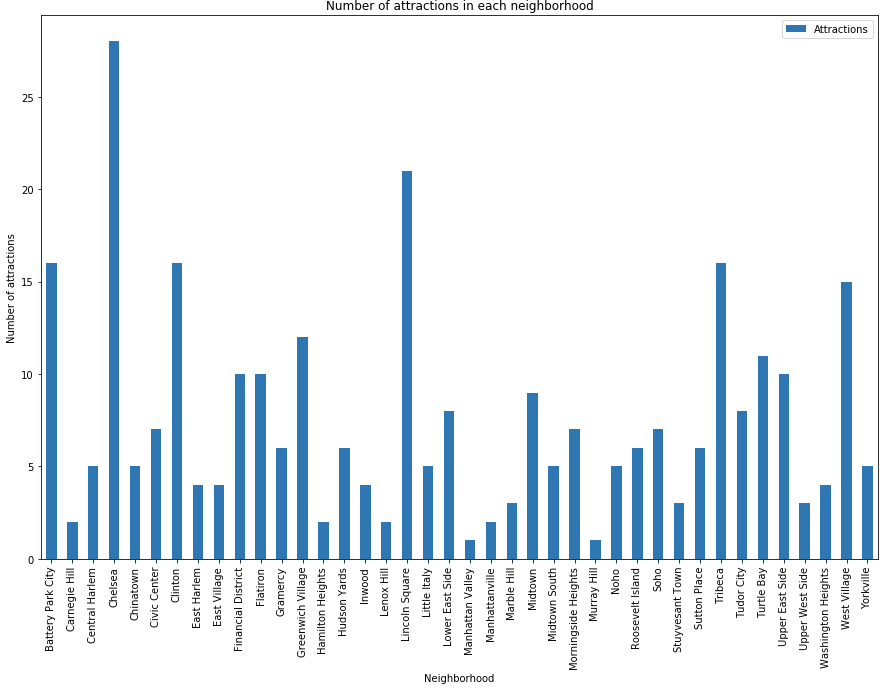 Number of attractions in each neighborhood
Attractions
Number of attractions
25
20
15
10
5
0
Battery Park City
Carnegie Hill
Central Harlem
Chelsea
Chinatown
Civic Center
Clinton
East Harlem
East Village
Financial District
Flatiron
Gramercy
Greenwich Village
Hamilton Heights
Hudson Yards
Inwood
Lenox Hill
Lincoln Square
Little Italy
Lower East Side
Manhattan Valley
Manhattanville
Marble Hill
Midtown
Midtown South
Morningside Heights
Murray Hill
Noho
Roosevelt Island
Soho
Stuyvesant Town
Sutton Place
Tribeca
Tudor City
Turtle Bay
Upper East Side
Upper West Side
Washington Heights
West Village
Yorkville
Neighborhood